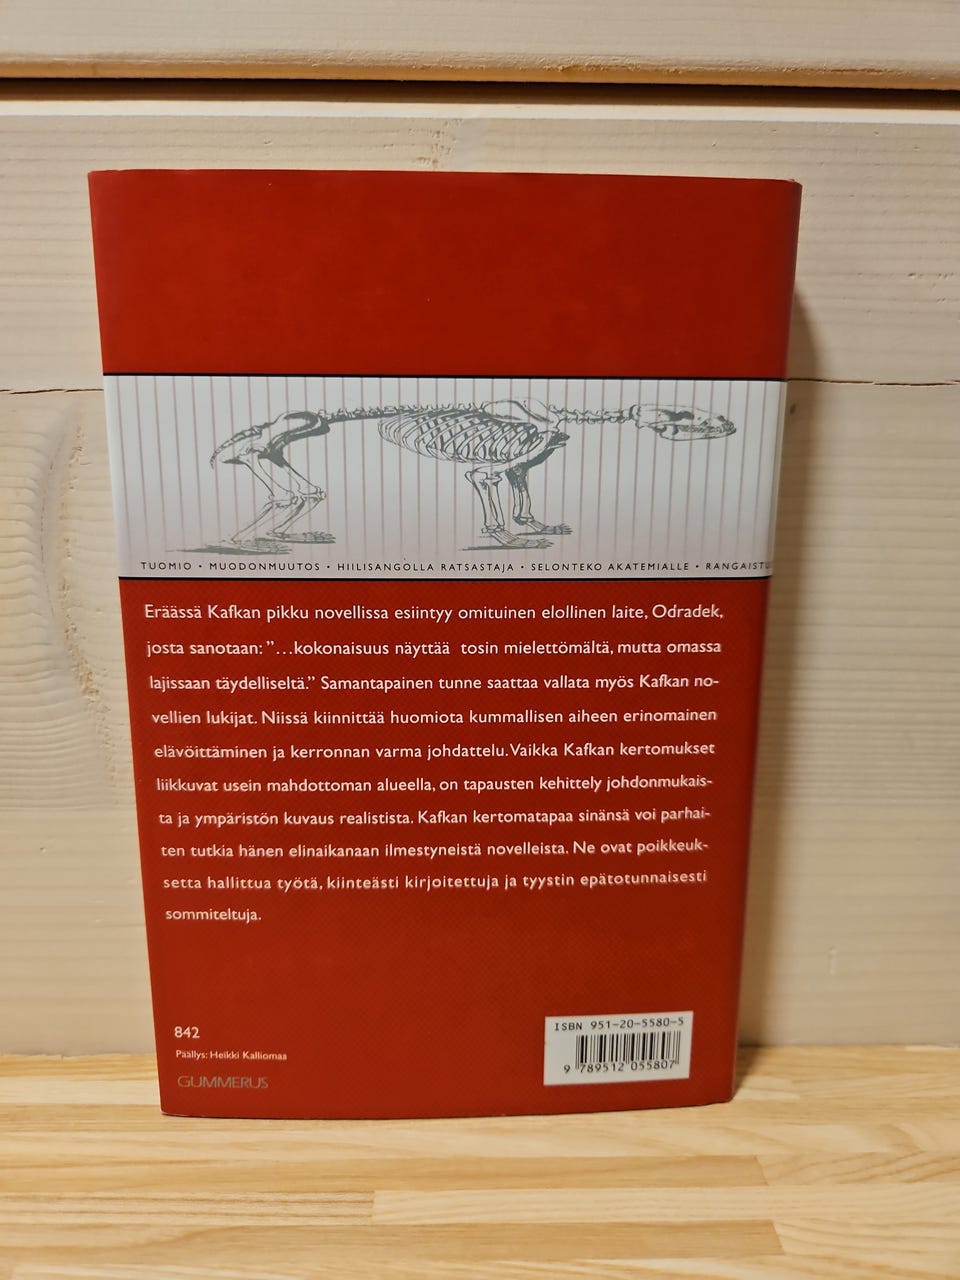 TUOMIO • MUODONMUUTOS • HIILISANGOLLA RATSASTAJA • SELONTEKO AKATEMIALLE • RANGAISTU
Eräässä Kafkan pikku novellissa esiintyy omituinen elollinen laite, Odradek,
josta sanotaan: ”...kokonaisuus näyttää tosin mielettömältä, mutta omassa
lajissaan täydelliseltä.” Samantapainen tunne saattaa vallata myös Kafkan no-
vellien lukijat. Niissä kiinnittää huomiota kummallisen aiheen erinomainen
elävöittäminen ja kerronnan varma johdattelu. Vaikka Kafkan kertomukset
liikkuvat usein mahdottoman alueella, on tapausten kehittely johdonmukais-
ta ja ympäristön kuvaus realistista. Kafkan kertomatapaa sinänsä voi parhai-
ten tutkia hänen elinaikanaan ilmestyneistä novelleista. Ne ovat poikkeuk-
setta hallittua työtä, kiinteästi kirjoitettuja ja tyystin epätotunnaisesti
sommiteltuja.
842
Päällys: Heikki Kalliomaa
GUMMERUS
ISBN 951-20-5580-5
9 789512 055807